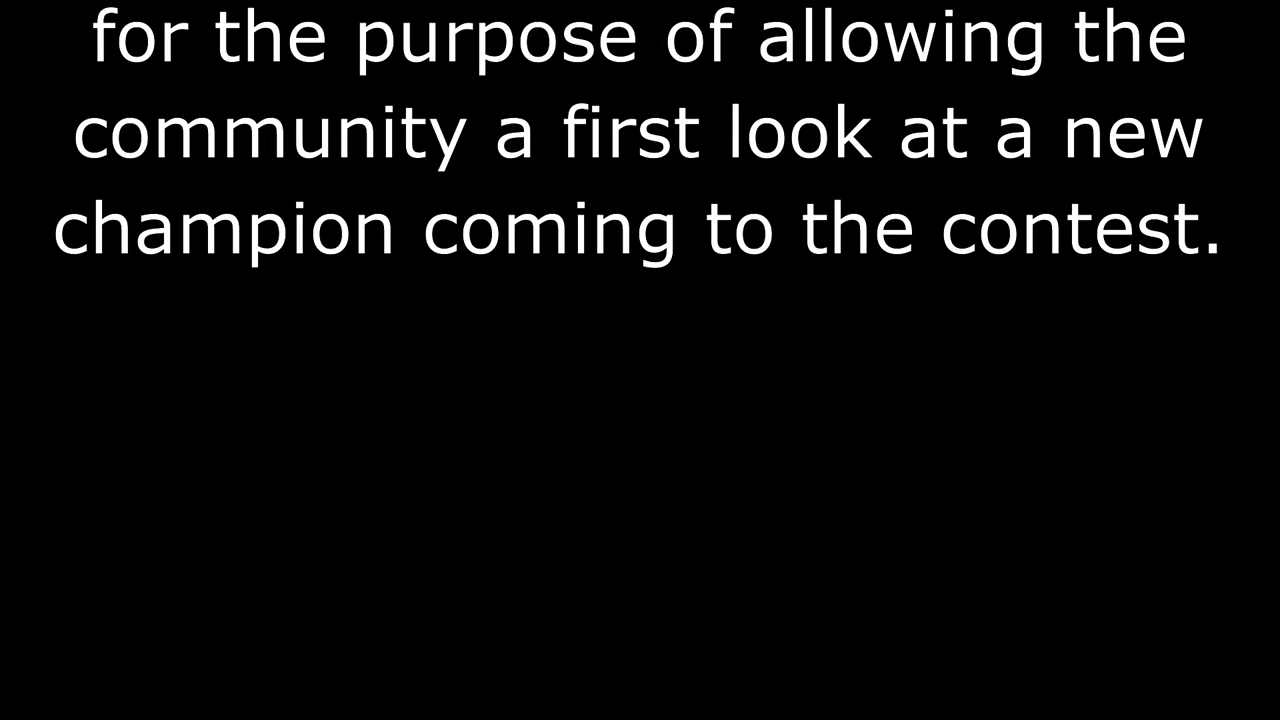 for the purpose of allowing the
community a first look at a new
champion coming to the contest.